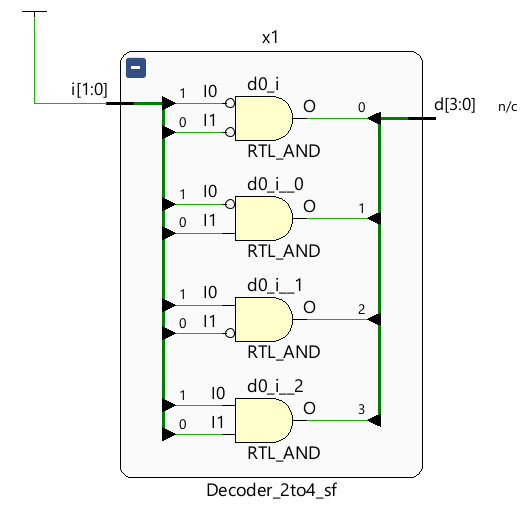 x1
i[1:0]
d0_i
1 I0
0 I1
O 0
RTL_AND
d[3:0] n/c
d0_i__0
1 I0
0 I1
O 1
RTL_AND
d0_i__1
1 I0
0 I1
O 2
RTL_AND
d0_i__2
1 I0
0 I1
O 3
RTL_AND
Decoder_2to4_sf